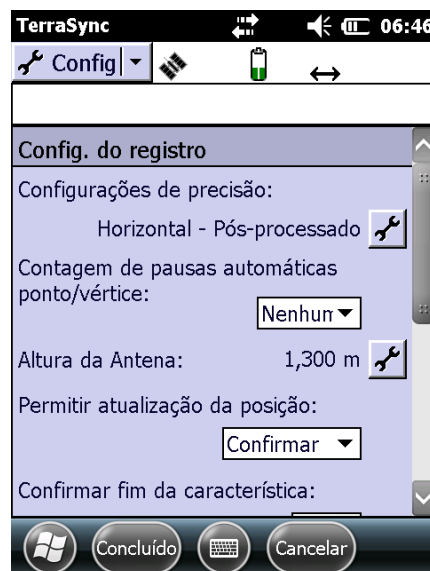 TerraSync 06:46
Config
Config. do registro
Configurações de precisão:
Horizontal - Pós-processado
Contagem de pausas automáticas
ponto/vértice:
Nenhum
Altura da Antena: 1,300 m
Permitir atualização da posição:
Confirmar
Confirmar fim da característica:
Concluído Cancelar